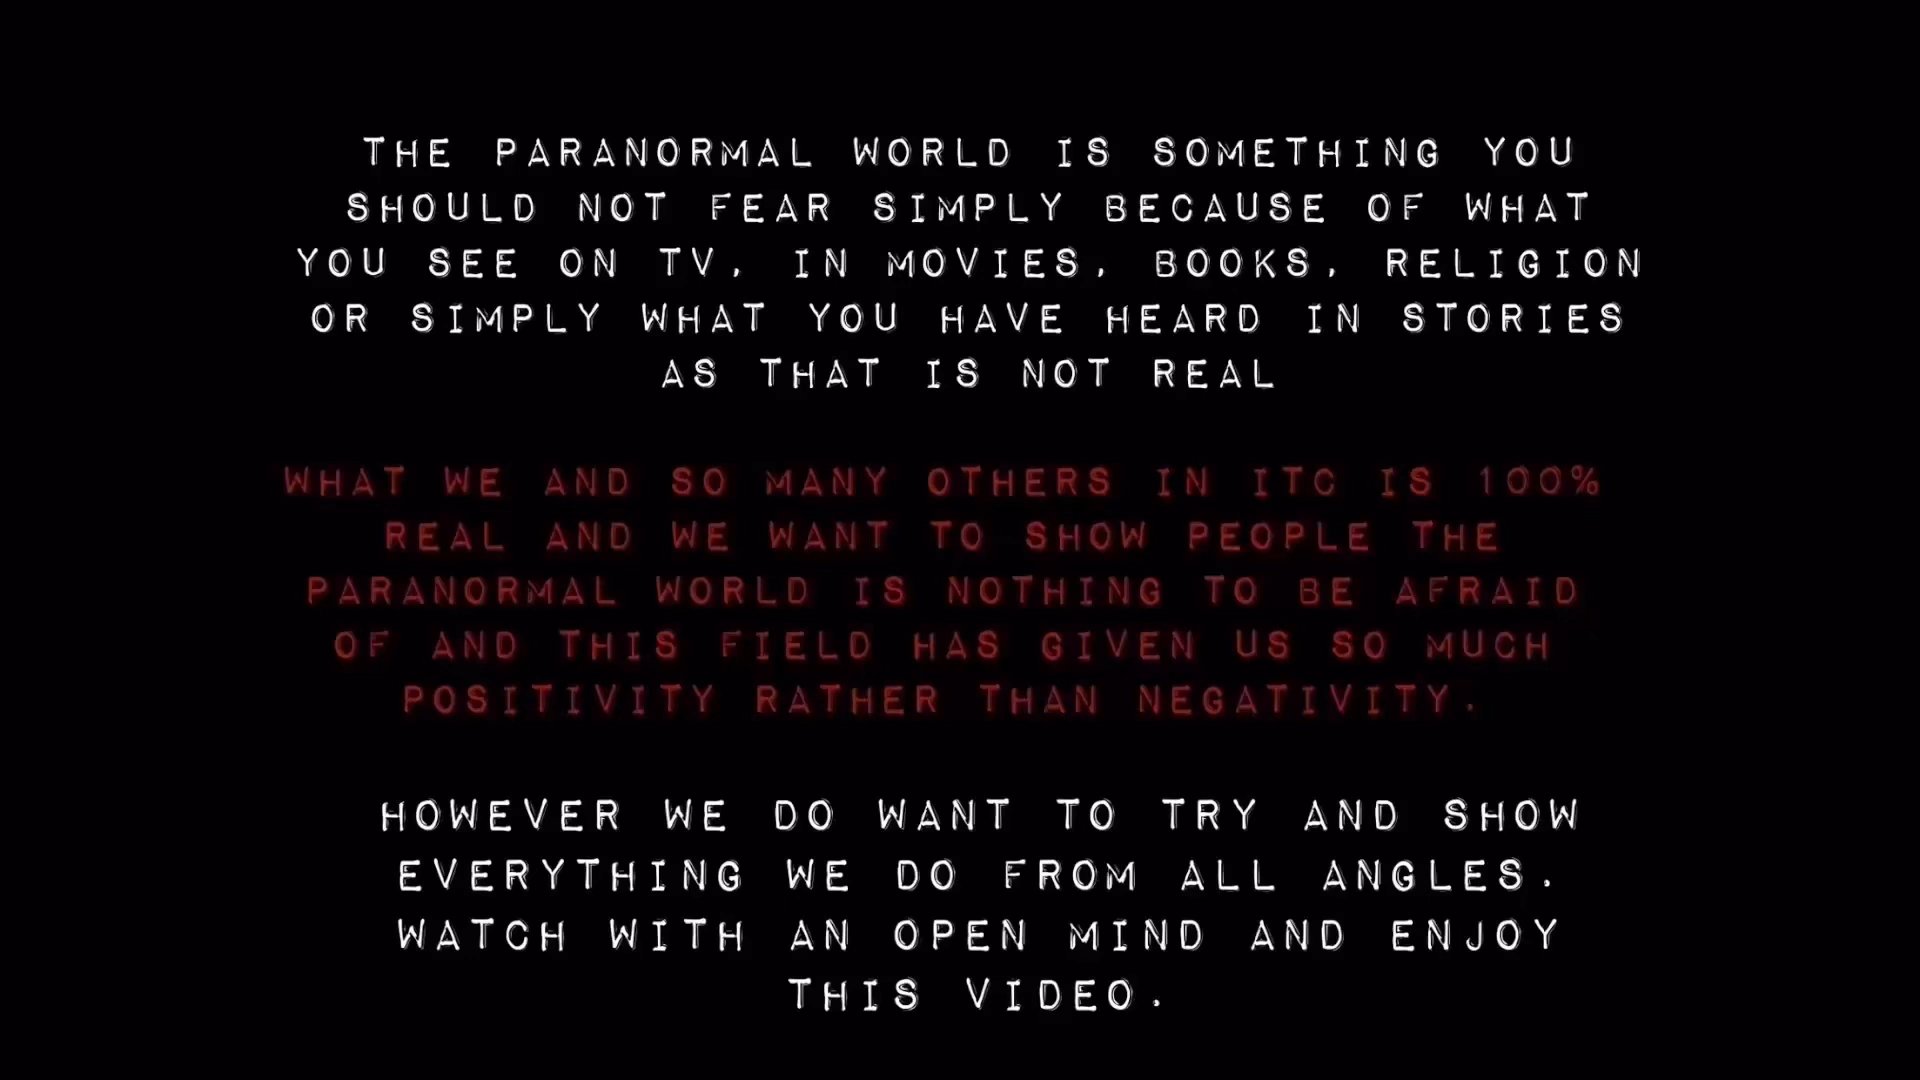 THE PARANORMAL WORLD IS SOMETHING YOU
SHOULD NOT FEAR SIMPLY BECAUSE OF WHAT
YOU SEE ON TV, IN MOVIES, BOOKS, RELIGION
OR SIMPLY WHAT YOU HAVE HEARD IN STORIES
AS THAT IS NOT REAL
WHAT WE AND SO MANY OTHERS IN ITC IS 100%
REAL AND WE WANT TO SHOW PEOPLE THE
PARANORMAL WORLD IS NOTHING TO BE AFRAID
OF AND THIS FIELD HAS GIVEN US SO MUCH
POSITIVITY RATHER THAN NEGATIVITY.
HOWEVER WE DO WANT TO TRY AND SHOW
EVERYTHING WE DO FROM ALL ANGLES.
WATCH WITH AN OPEN MIND AND ENJOY
THIS VIDEO.